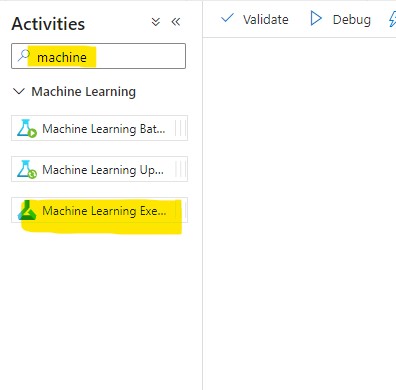 Activities
machine
Validate
Debug
Machine Learning
Machine Learning Bat...
Machine Learning Up...
Machine Learning Exe...